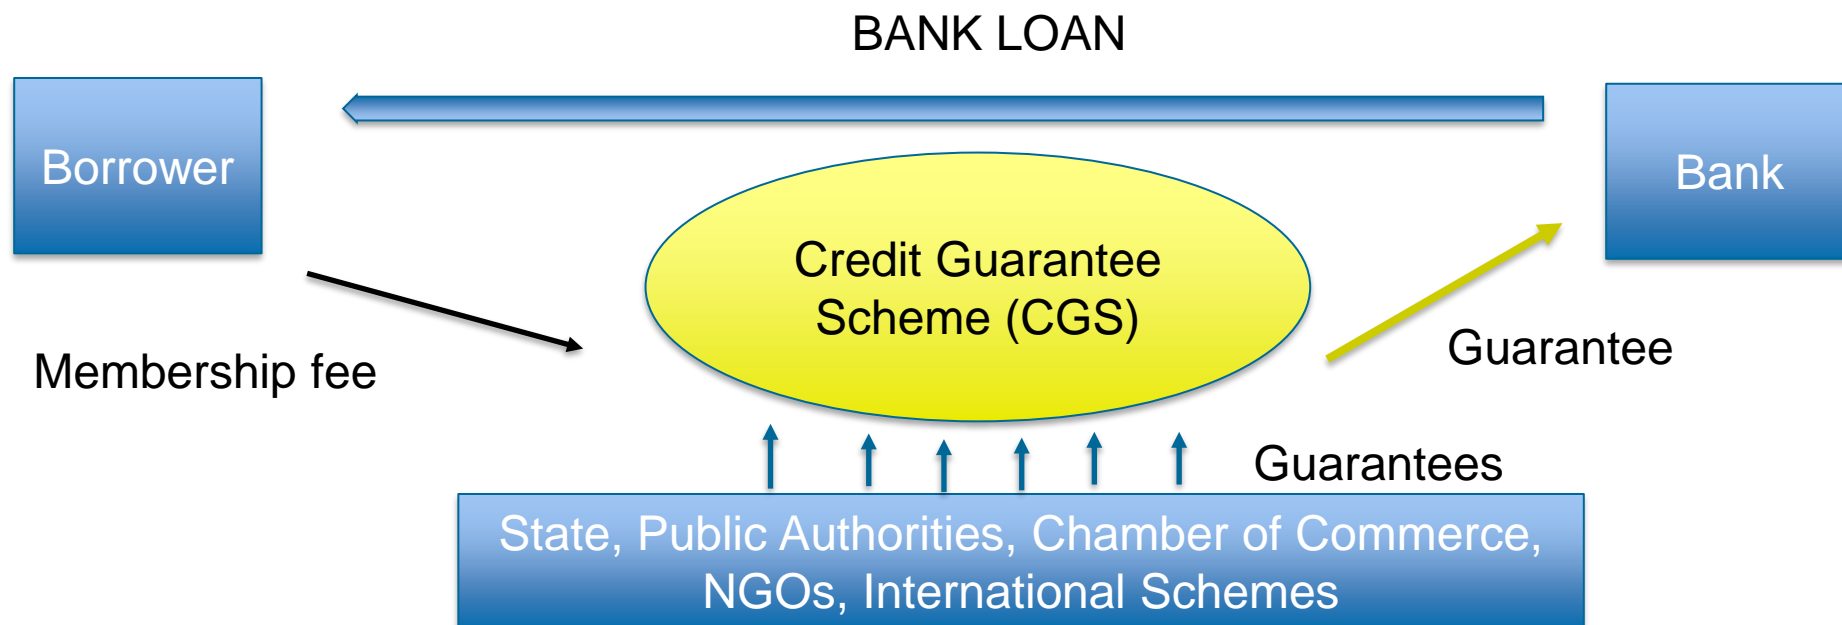 BANK LOAN
Borrower
Bank
Credit Guarantee
Scheme (CGS)
Membership fee
Guarantee
Guarantees
State, Public Authorities, Chamber of Commerce,
NGOs, International Schemes